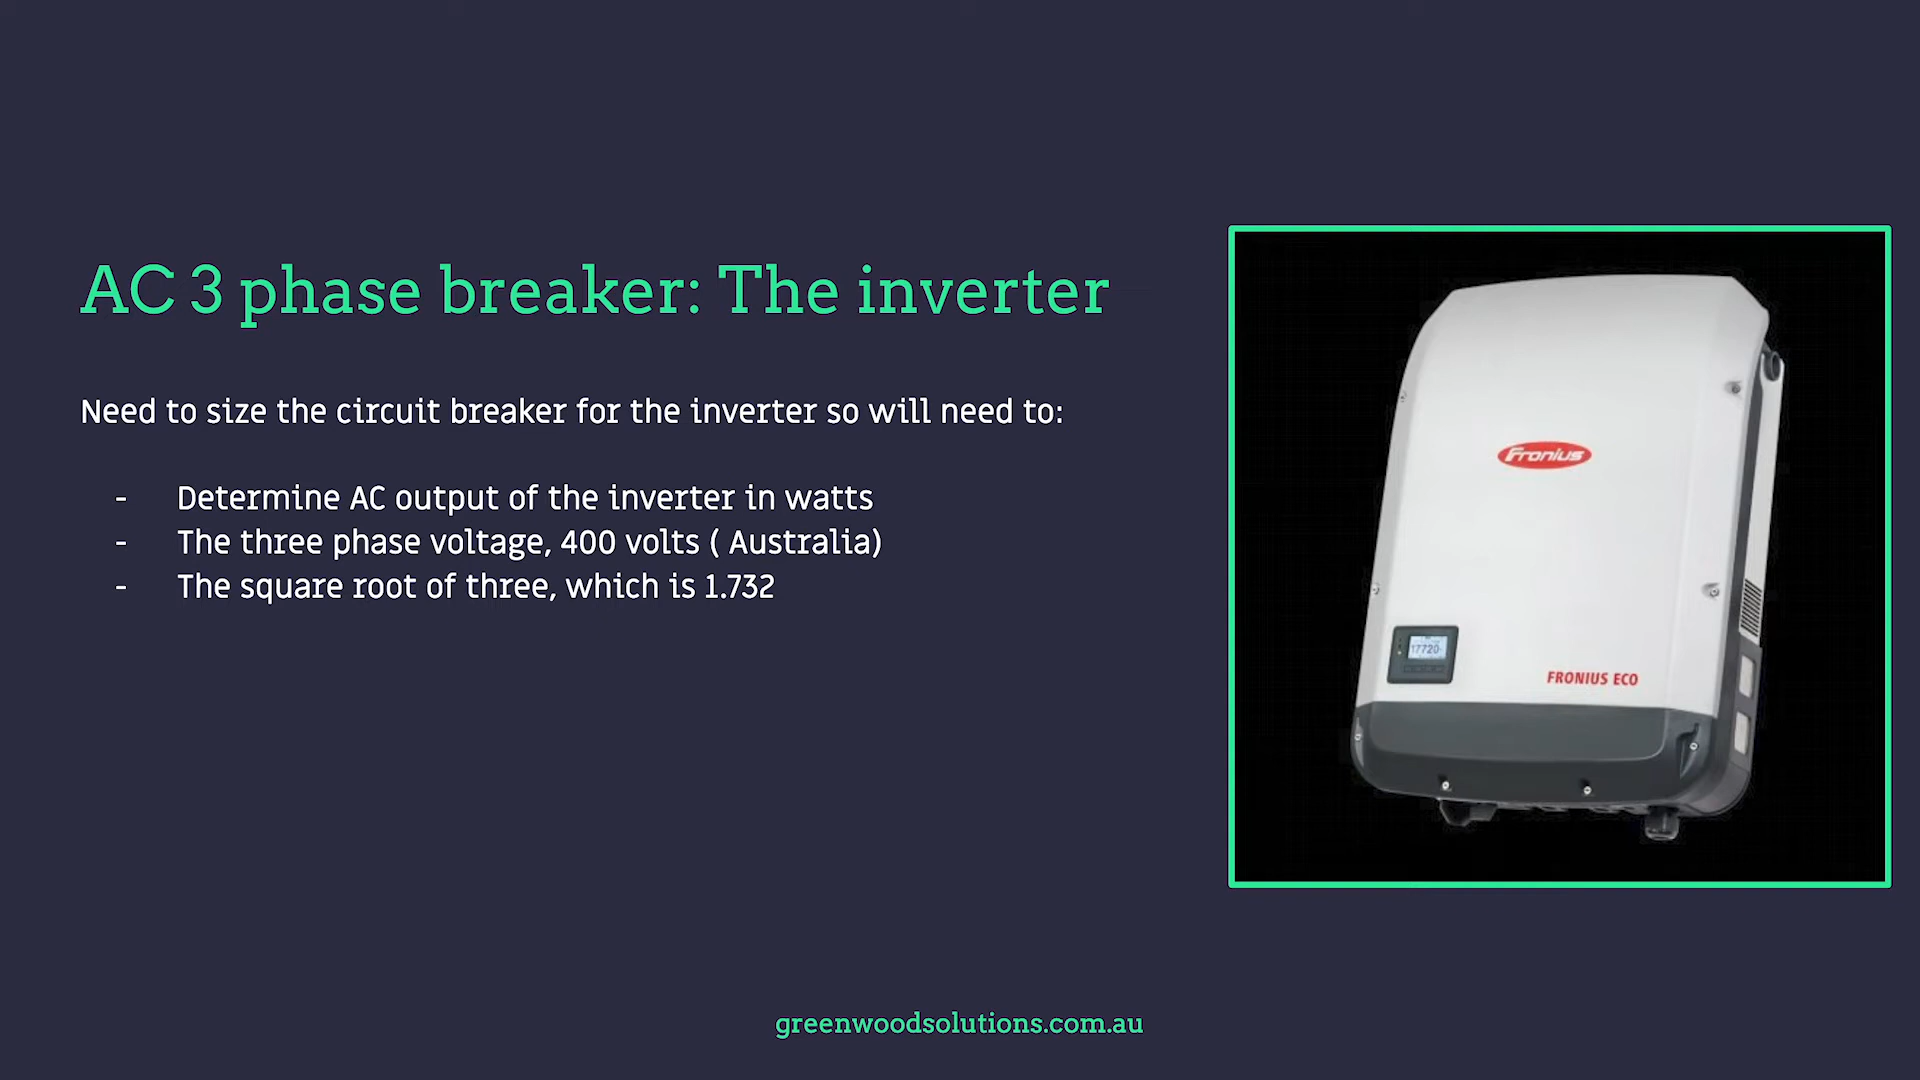 AC 3 phase breaker: The inverter
Need to size the circuit breaker for the inverter so will need to:
- Determine AC output of the inverter in watts
- The three phase voltage, 400 volts ( Australia)
- The square root of three, which is 1.732
Fronius
17720
FRONIUS ECO
greenwoodsolutions.com.au